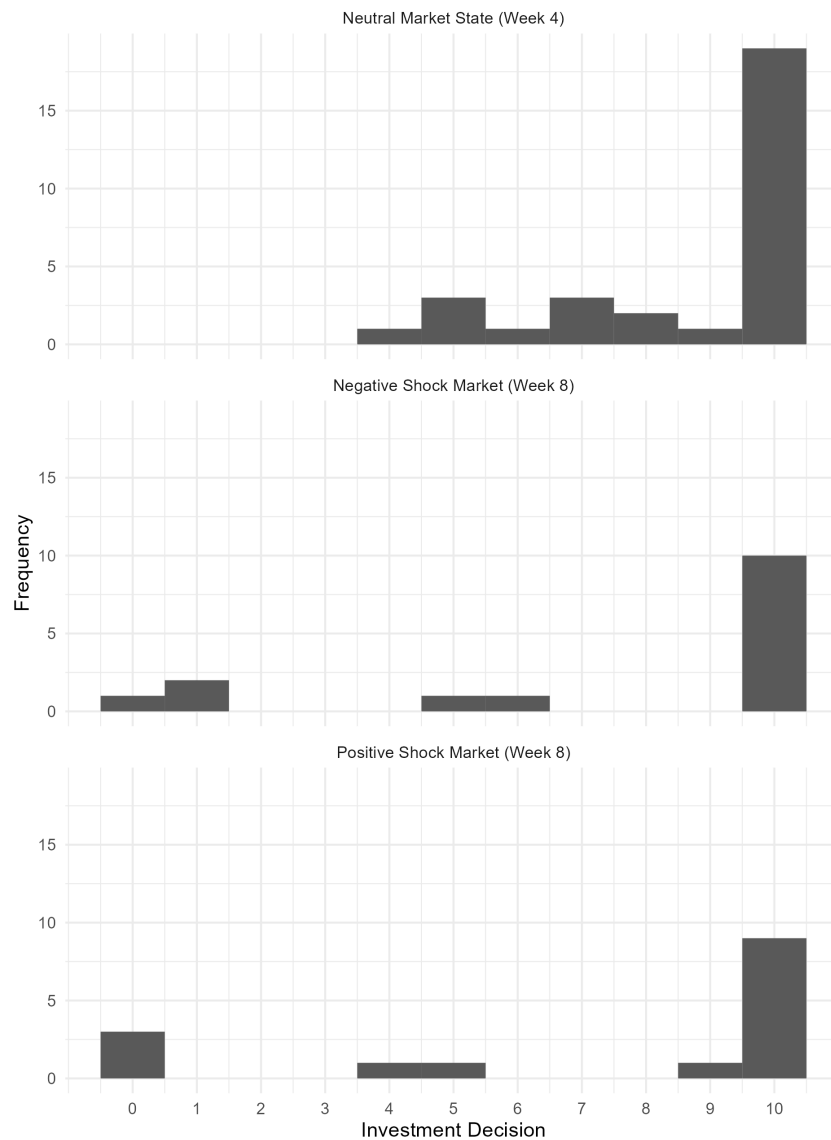 Neutral Market State (Week 4)
15
10
5
0
Negative Shock Market (Week 8)
15
10
5
0
Frequency
Positive Shock Market (Week 8)
15
10
5
0
0 1 2 3 4 5 6 7 8 9 10
Investment Decision